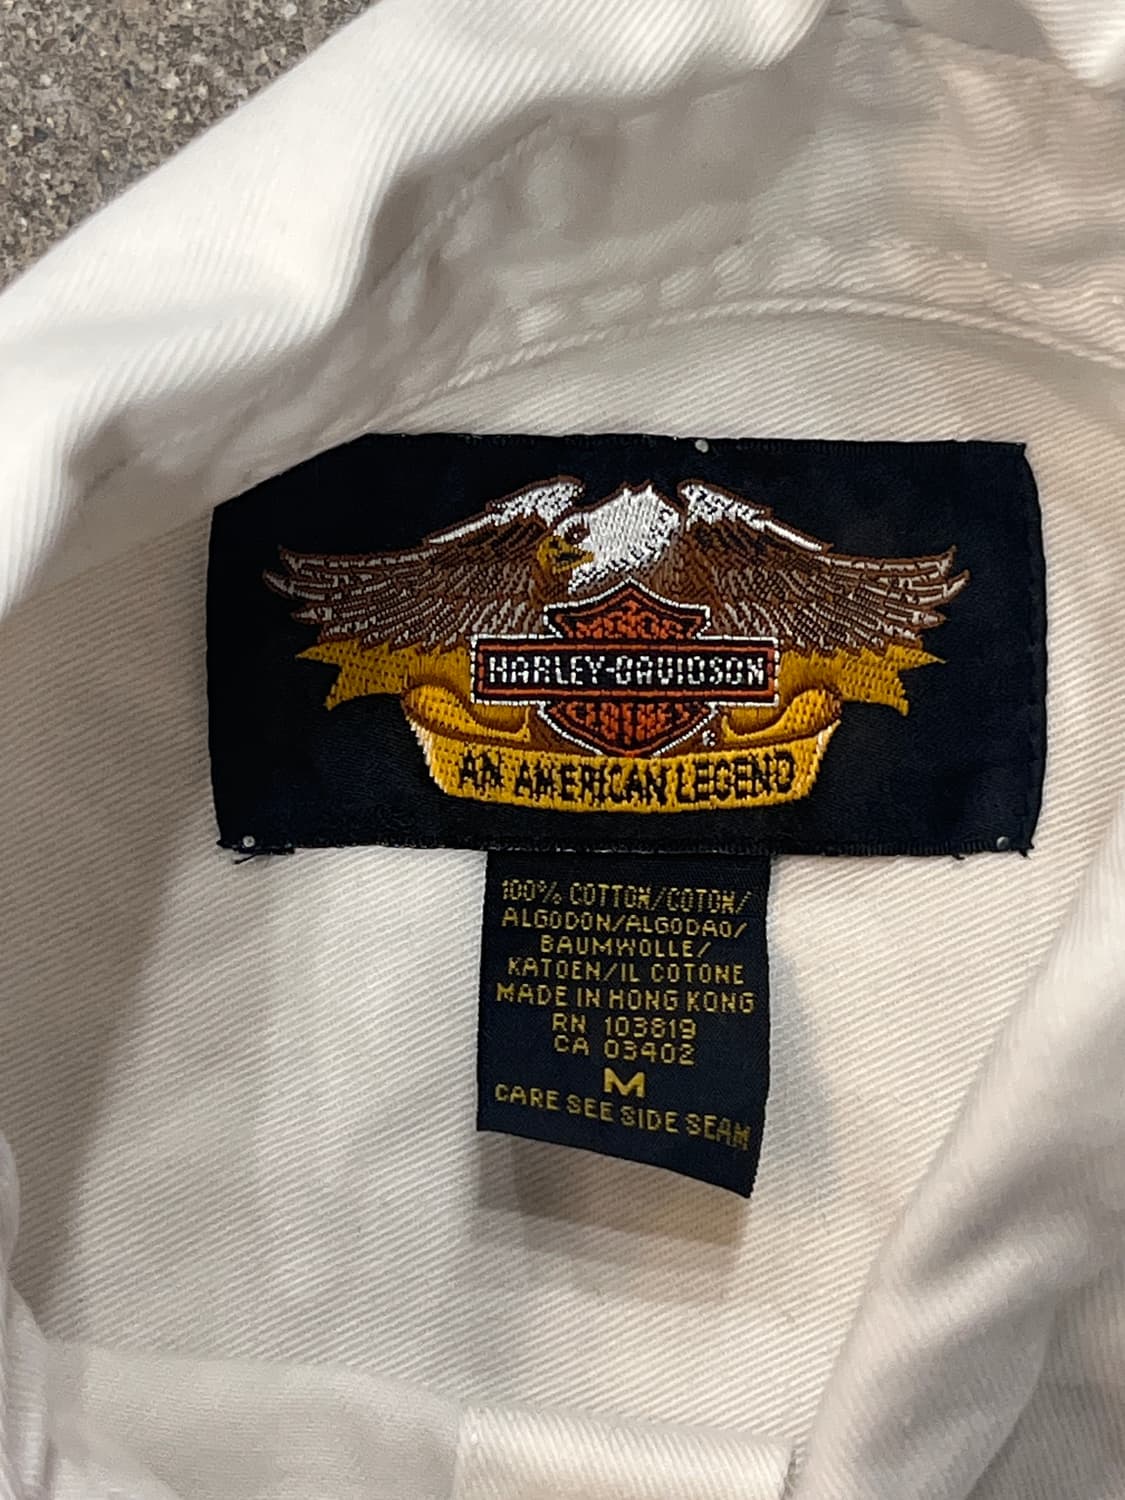 MOTOR
HARLEY-DAVIDSON
CYCLES
®
AN AMERICAN LEGEND
100% COTTON/COTON/
ALGODON/ALGODAO/
BAUMWOLLE/
KATOEN/IL COTONE
MADE IN HONG KONG
RN 103819
CA 03402
M
CARE SEE SIDE SEAM